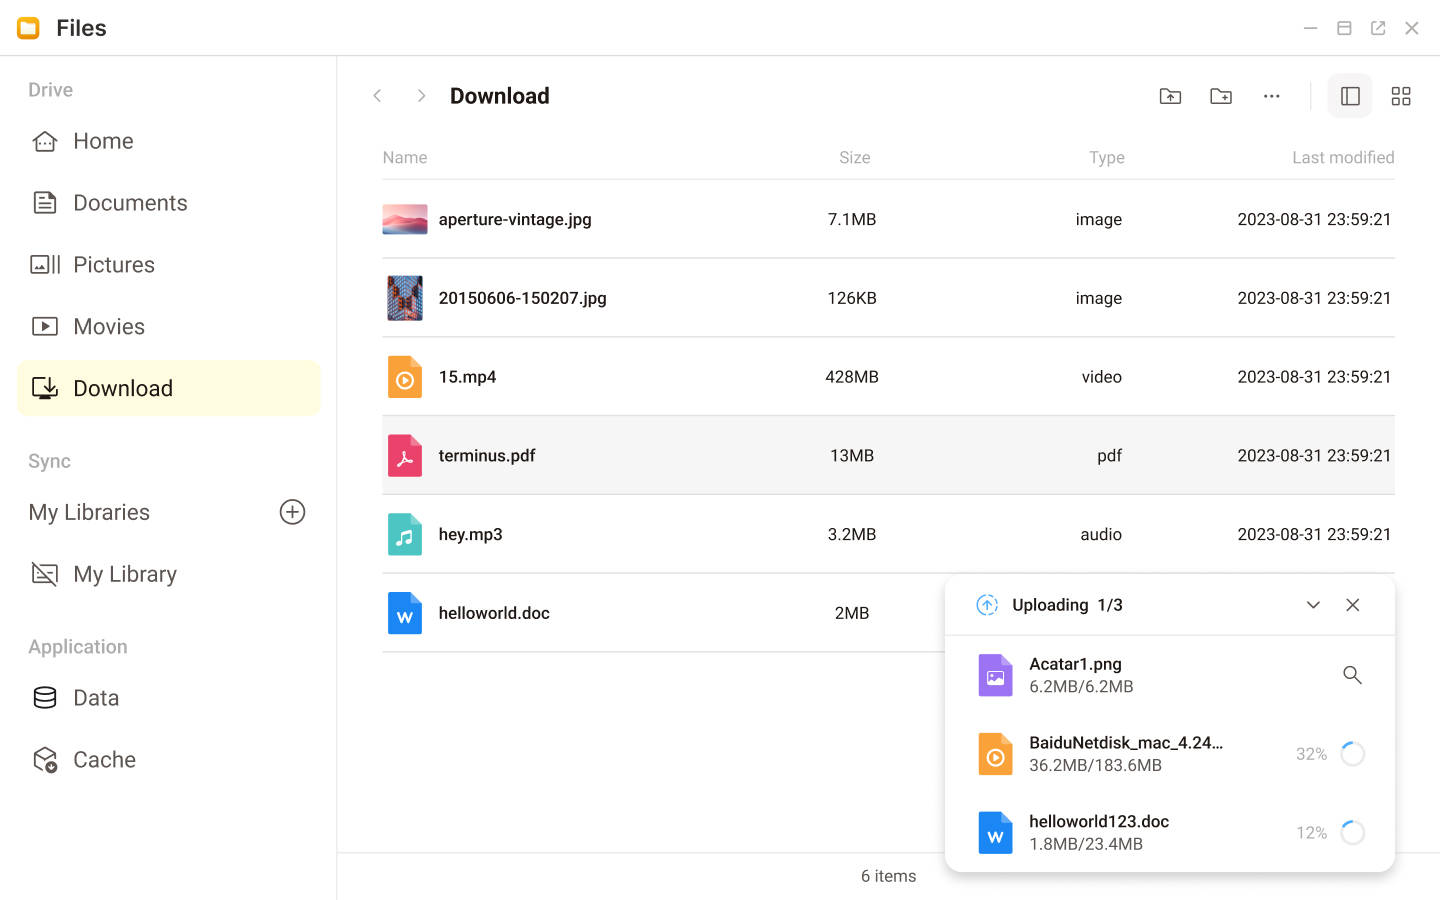 Files
Drive
Home
Documents
Pictures
Movies
Download
Sync
My Libraries
My Library
Application
Data
Cache
Download
Name Size Type Last modified
aperture-vintage.jpg 7.1MB image 2023-08-31 23:59:21
20150606-150207.jpg 126KB image 2023-08-31 23:59:21
15.mp4 428MB video 2023-08-31 23:59:21
terminus.pdf 13MB pdf 2023-08-31 23:59:21
hey.mp3 3.2MB audio 2023-08-31 23:59:21
W helloworld.doc 2MB
Uploading 1/3
Acatar1.png
6.2MB/6.2MB
BaiduNetdisk_mac_4.24...
36.2MB/183.6MB
32%
W helloworld123.doc
1.8MB/23.4MB
12%
6 items